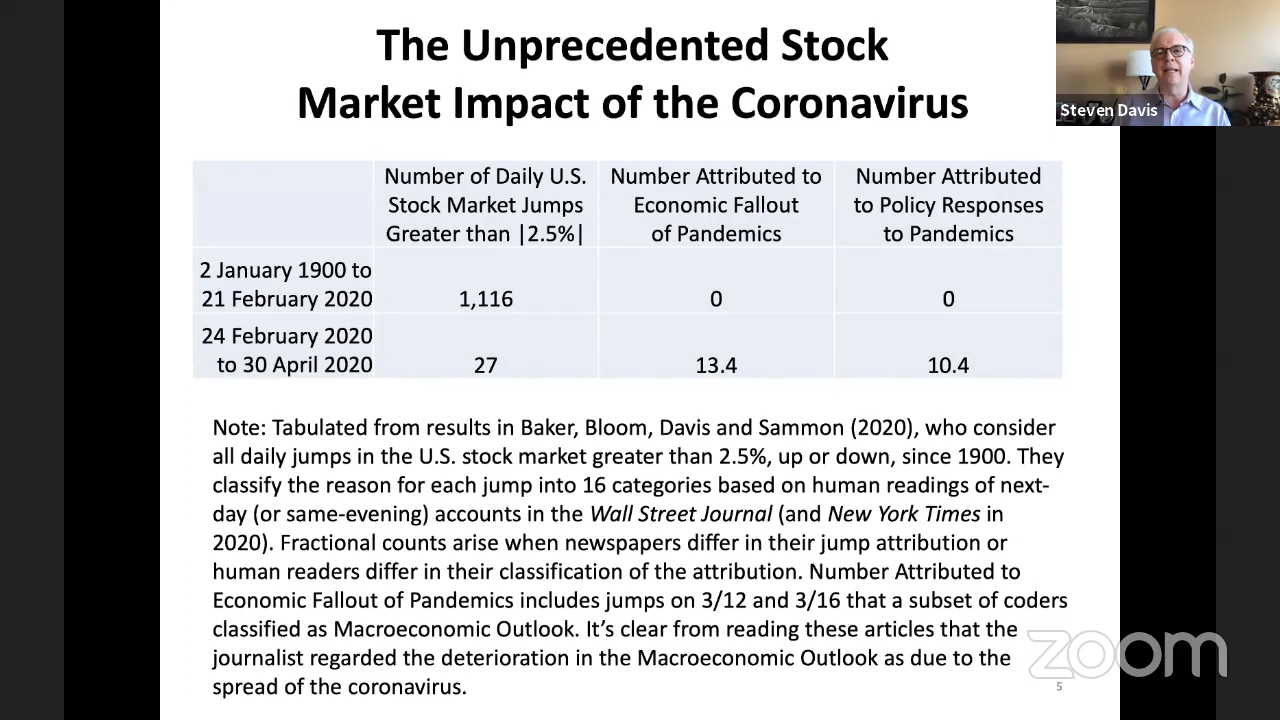 The Unprecedented Stock
Market Impact of the Coronavirus
Steven Davis
Number of Daily U.S.
Stock Market Jumps
Greater than |2.5%|
Number Attributed to
Economic Fallout
of Pandemics
Number Attributed
to Policy Responses
to Pandemics
2 January 1900 to
21 February 2020
1,116
0
0
24 February 2020
to 30 April 2020
27
13.4
10.4
Note: Tabulated from results in Baker, Bloom, Davis and Sammon (2020), who consider
all daily jumps in the U.S. stock market greater than 2.5%, up or down, since 1900. They
classify the reason for each jump into 16 categories based on human readings of next-
day (or same-evening) accounts in the Wall Street Journal (and New York Times in
2020). Fractional counts arise when newspapers differ in their jump attribution or
human readers differ in their classification of the attribution. Number Attributed to
Economic Fallout of Pandemics includes jumps on 3/12 and 3/16 that a subset of coders
classified as Macroeconomic Outlook. It's clear from reading these articles that the
journalist regarded the deterioration in the Macroeconomic Outlook as due to the
spread of the coronavirus.
zoom
5